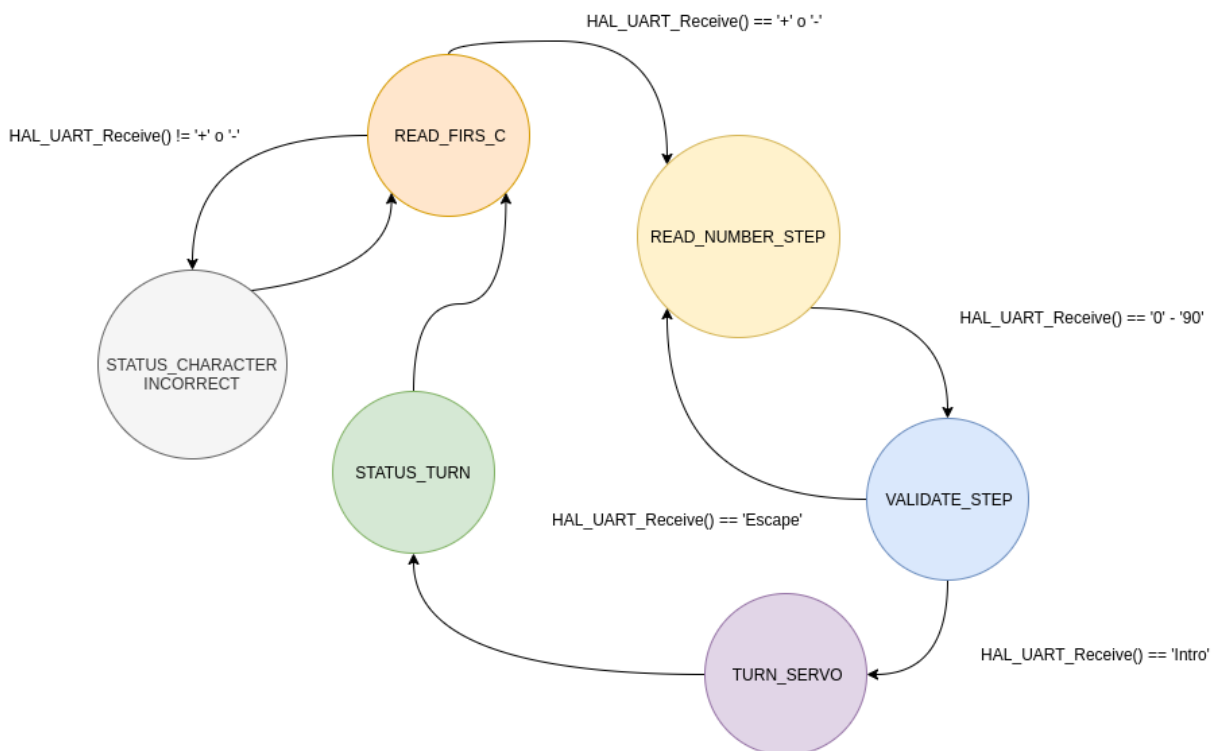 HAL_UART_Receive() == '+' o '-'
HAL_UART_Receive() != '+' o '-'
READ_FIRS_C
READ_NUMBER_STEP
HAL_UART_Receive() == '0' - '90'
STATUS_CHARACTER
INCORRECT
STATUS_TURN
VALIDATE_STEP
HAL_UART_Receive() == 'Escape'
HAL_UART_Receive() == 'Intro'
TURN_SERVO